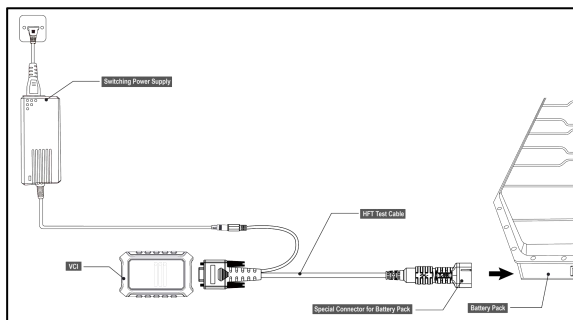 Switching Power Supply
HFT Test Cable
VCI
Special Connector for Battery Pack
Battery Pack